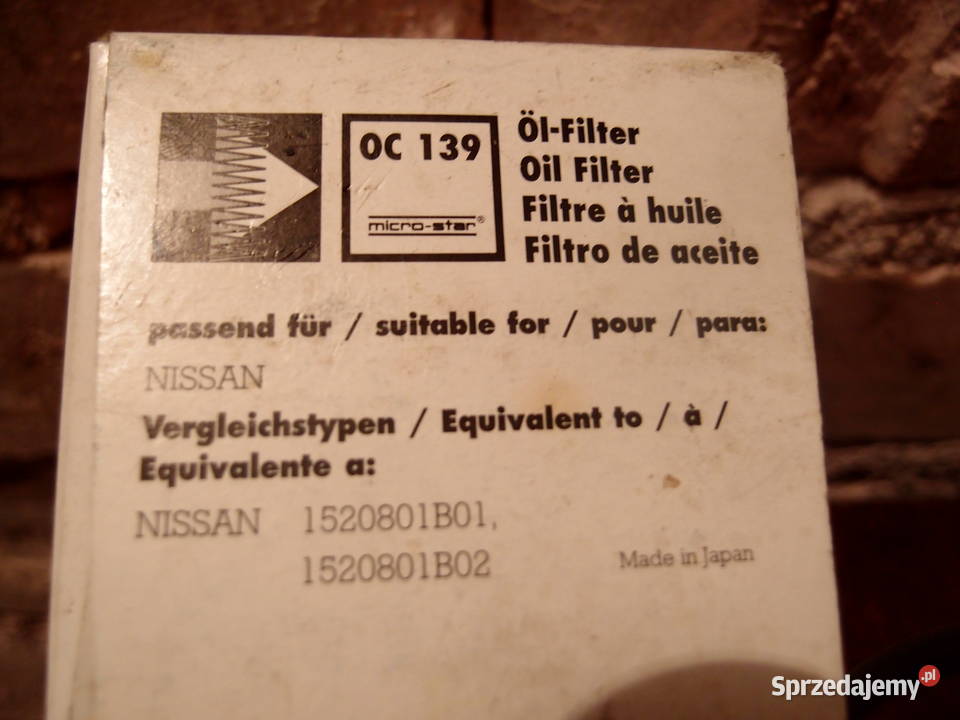 OC 139
micro-star®
Öl-Filter
Oil Filter
Filtre à huile
Filtro de aceite
passend für / suitable for / pour / para:
NISSAN
Vergleichstypen / Equivalent to / à /
Equivalente a:
NISSAN 1520801B01,
1520801B02
Made in Japan
Sprzedajemy.pl